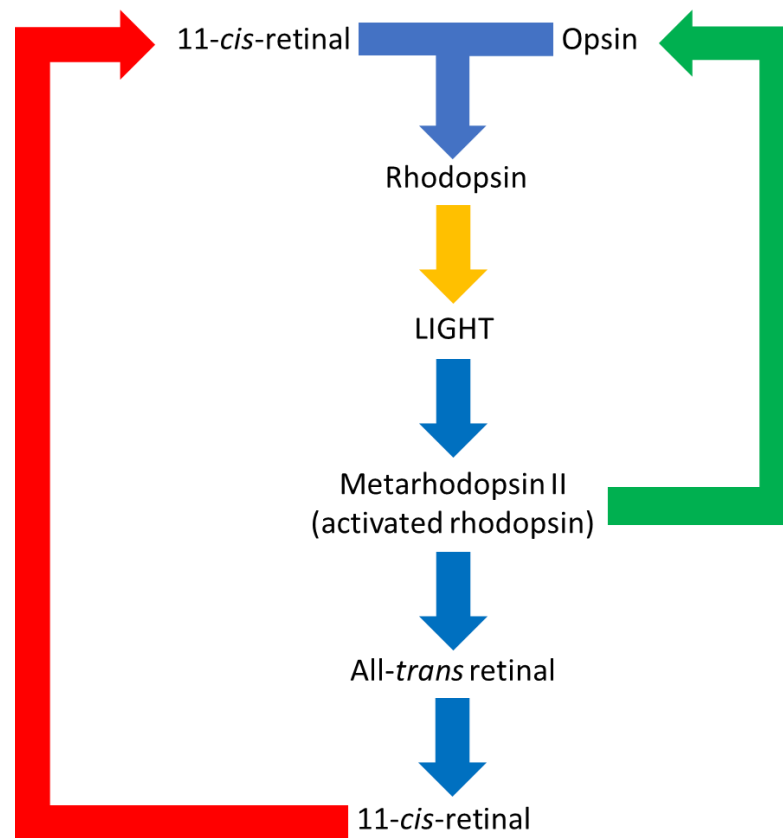 11-cis-retinal
Opsin
Rhodopsin
LIGHT
Metarhodopsin II
(activated rhodopsin)
All-trans retinal
11-cis-retinal